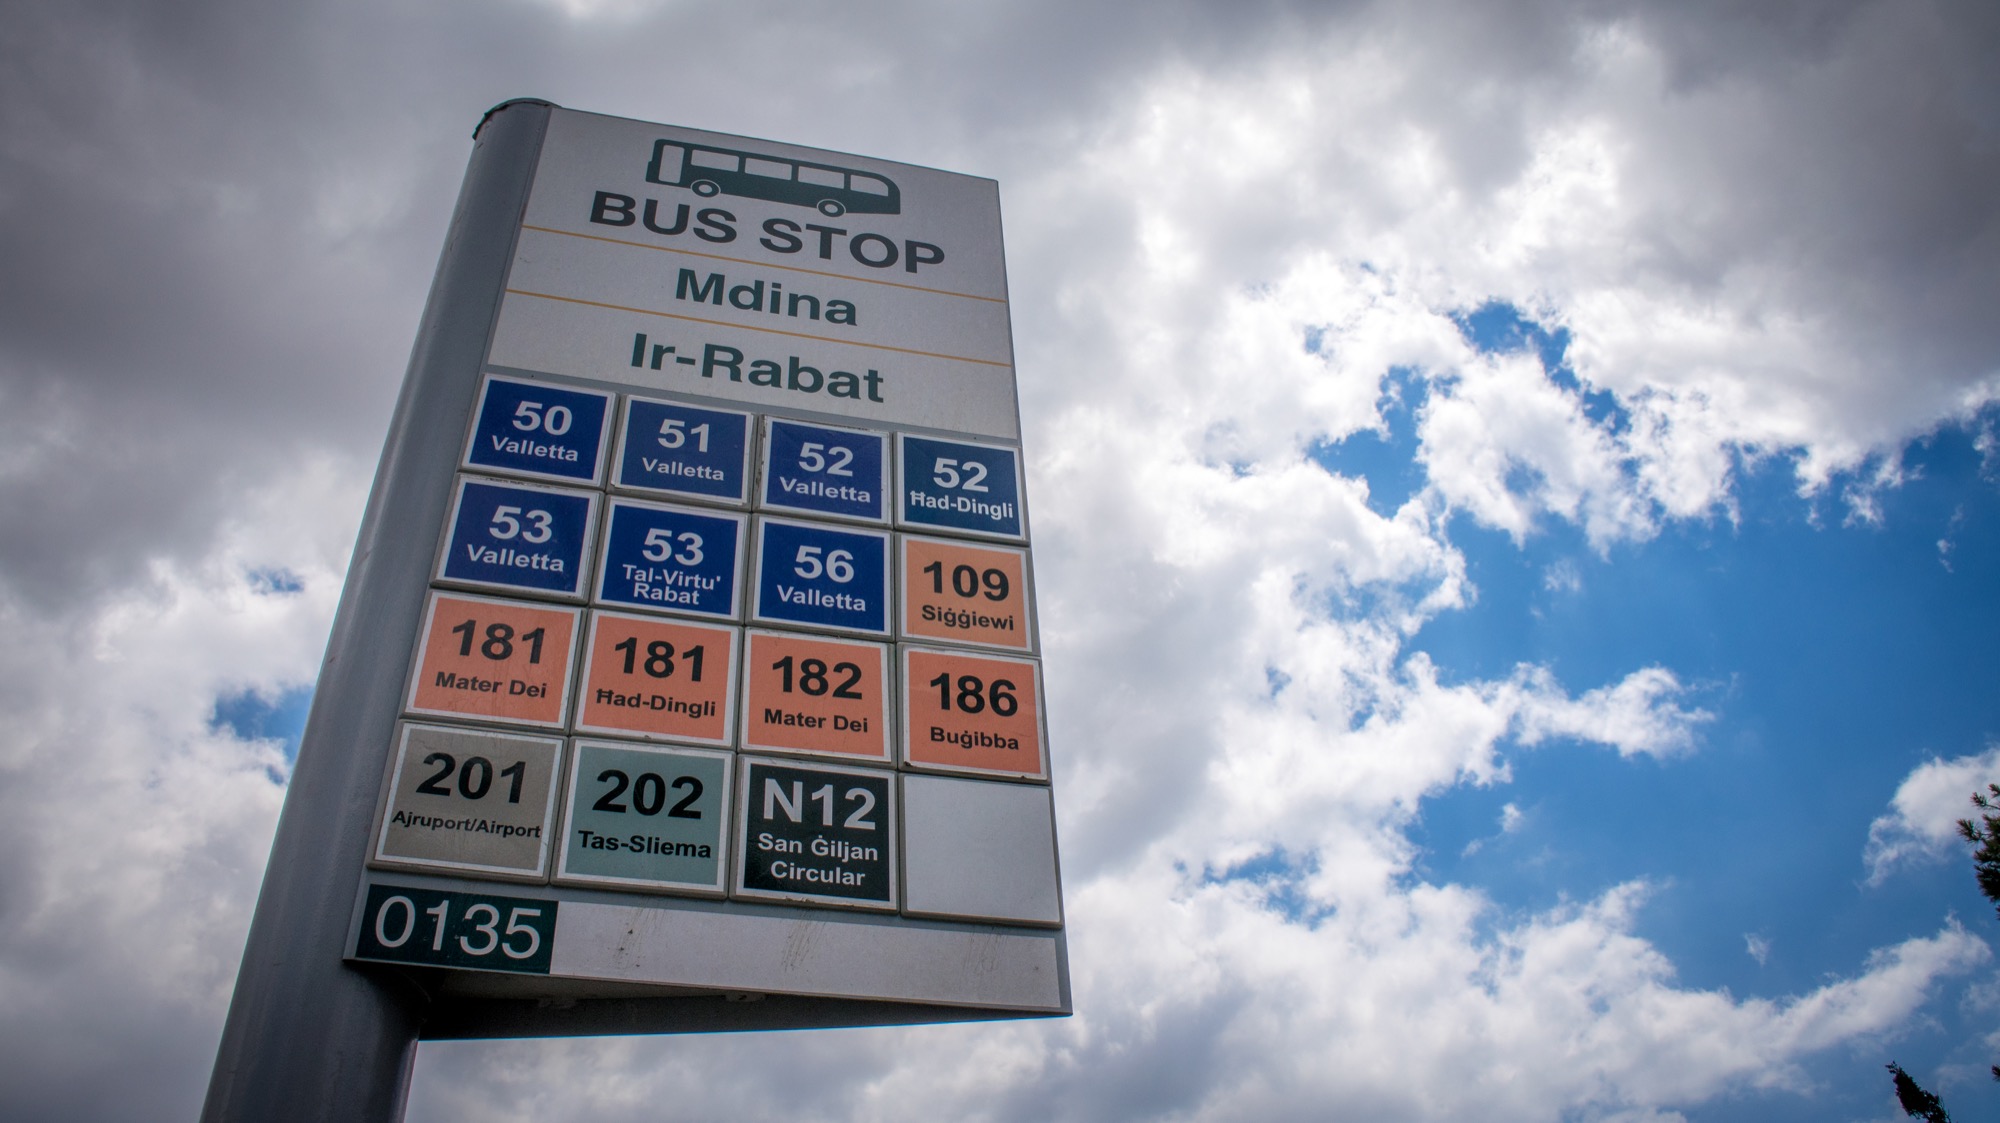 BUS STOP
Mdina
Ir-Rabat
50
Valletta
51
Valletta
52
Valletta
52
Ħad-Dingli
53
Valletta
53
Tal-Virtu'
Rabat
56
Valletta
109
Siġġiewi
181
Mater Dei
181
Ħad-Dingli
182
Mater Dei
186
Buġibba
201
Ajruport/Airport
202
Tas-Sliema
N12
San Ġiljan
Circular
0135